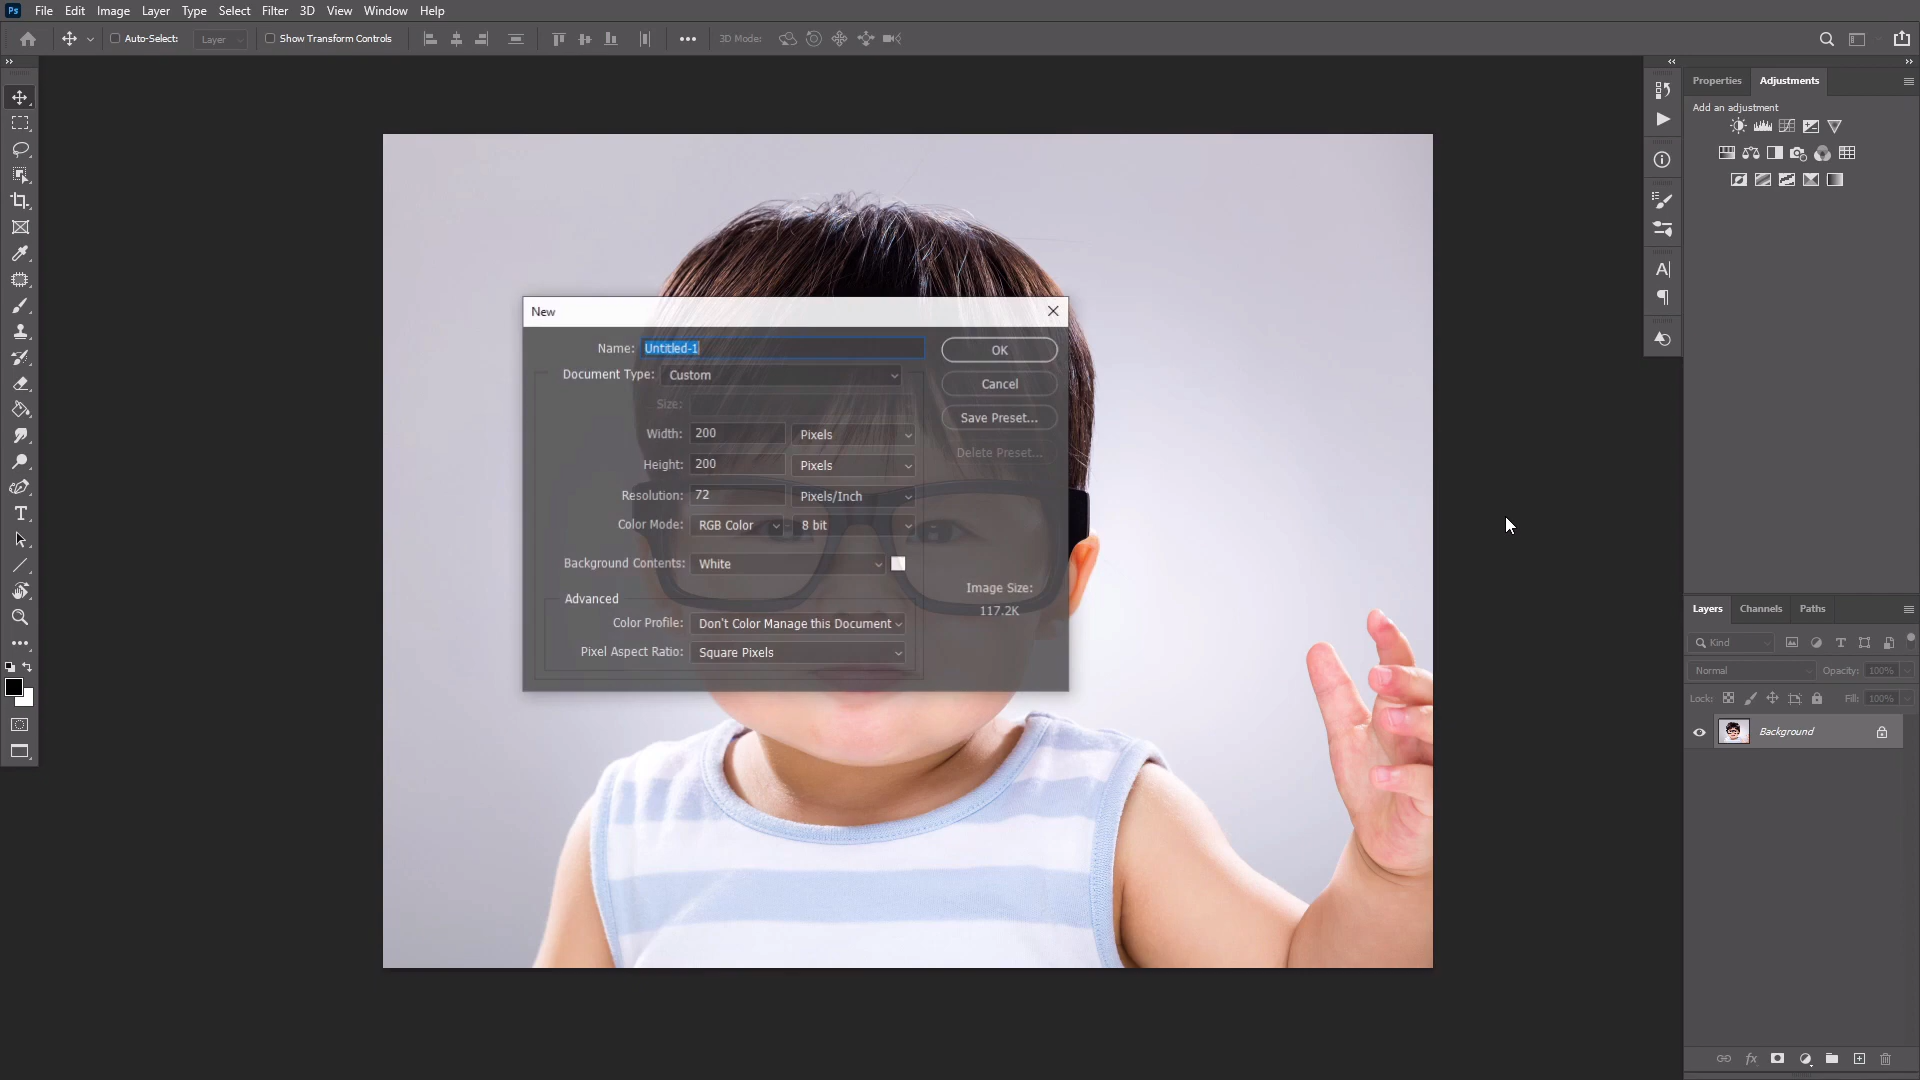 Ps File Edit Image Layer Type Select Filter 3D View Window Help
Auto-Select: Layer Show Transform Controls 3D Mode:
Properties Adjustments
Add an adjustment
New
Name: Untitled-1 OK
Document Type: Custom
Cancel
Size:
Save Preset...
Width: 200 Pixels
Delete Preset...
Height: 200 Pixels
Resolution: 72 Pixels/Inch
Color Mode: RGB Color 8 bit
Background Contents: White
Image Size:
117.2K
Advanced
Color Profile: Don't Color Manage this Document
Pixel Aspect Ratio: Square Pixels
Layers Channels Paths
Kind
Normal Opacity: 100%
Lock: Fill: 100%
Background